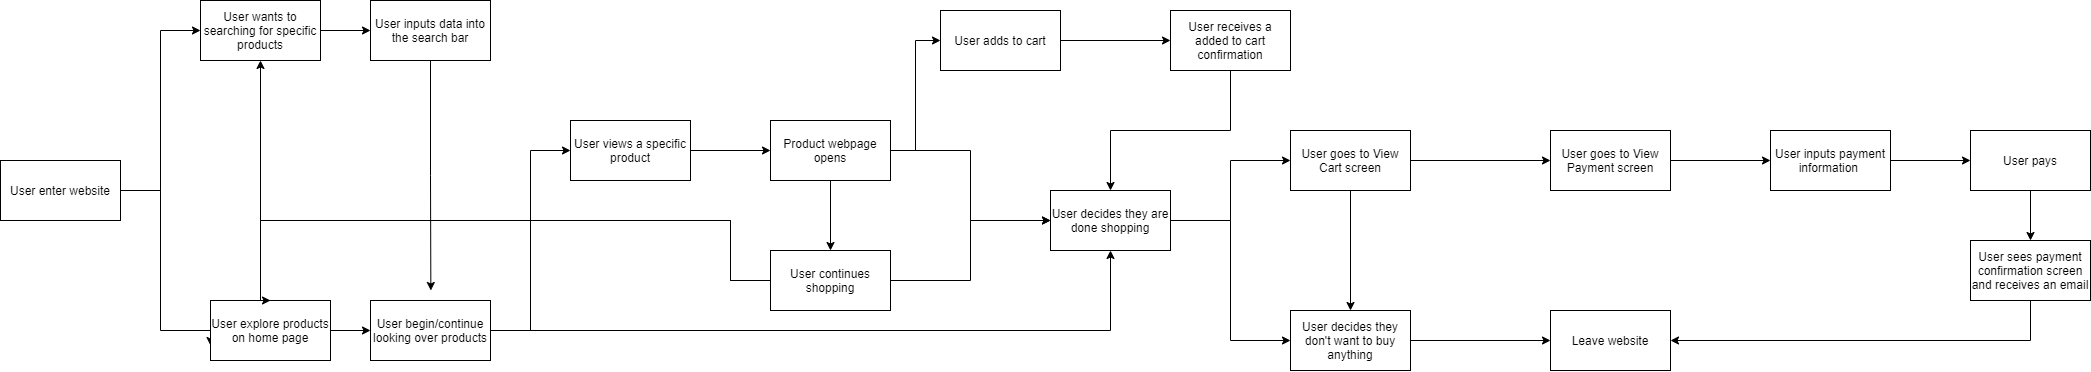 User enter website
User wants to
searching for specific
products
User inputs data into
the search bar
User explore products
on home page
User begin/continue
looking over products
User views a specific
product
Product webpage
opens
User continues
shopping
User adds to cart
User receives a
added to cart
confirmation
User decides they are
done shopping
User goes to View
Cart screen
User decides they
don't want to buy
anything
User goes to View
Payment screen
Leave website
User inputs payment
information
User pays
User sees payment
confirmation screen
and receives an email